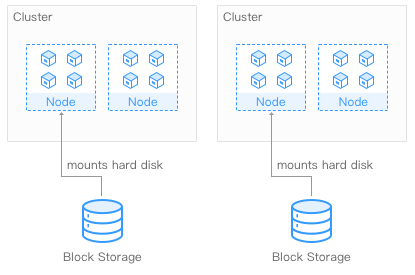 Cluster
Cluster
Node
Node
Node
Node
mounts hard disk
mounts hard disk
Block Storage
Block Storage